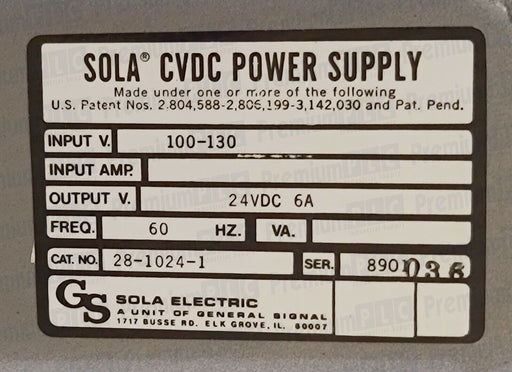 SOLA® CVDC POWER SUPPLY
Made under one or more of the following
U.S. Patent Nos. 2.804,588-2,806,199-3,142,030 and Pat. Pend.
INPUT V. 100-130
INPUT AMP.
OUTPUT V. 24VDC 6A
FREQ. 60 HZ. VA.
CAT. NO. 28-1024-1 SER. 8901036
GS SOLA ELECTRIC
A UNIT OF GENERAL SIGNAL
1717 BUSSE RD. ELK GROVE, IL. 60007
PremiumPLC